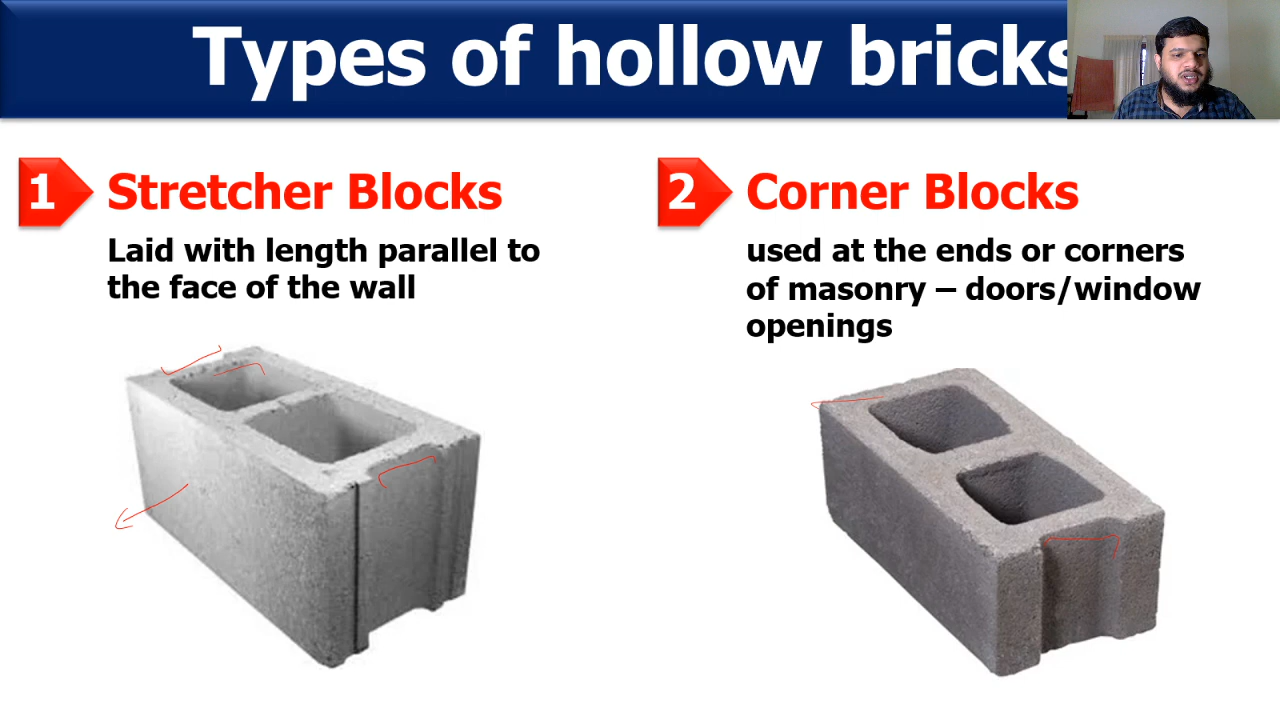 Types of hollow bricks
1 Stretcher Blocks
Laid with length parallel to
the face of the wall
2 Corner Blocks
used at the ends or corners
of masonry – doors/window
openings